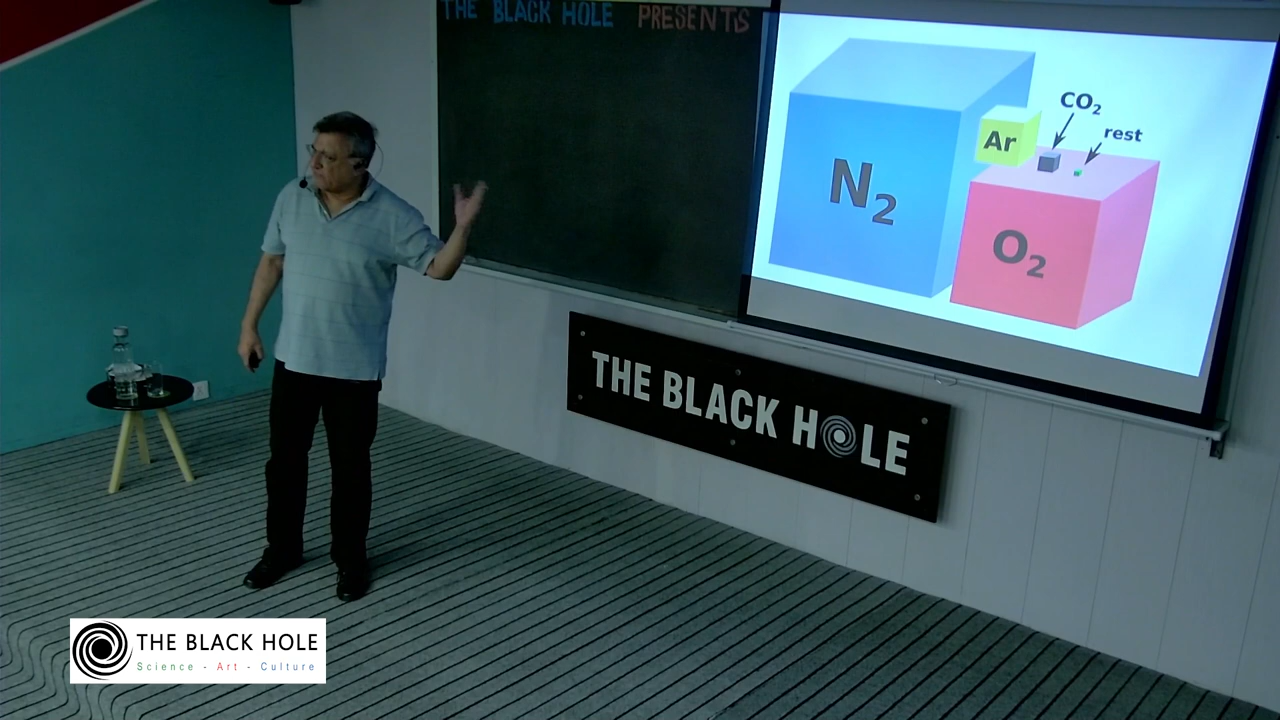 THE BLACK HOLE PRESENTS
N₂
Ar
CO₂
rest
O₂
THE BLACK HOLE
THE BLACK HOLE
Science - Art - Culture